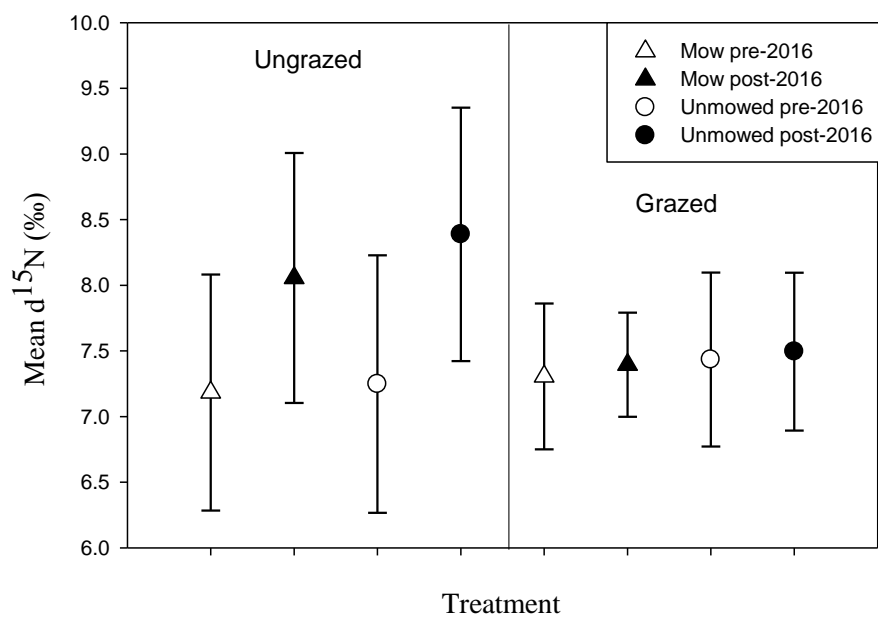 10.0
9.5
9.0
8.5
8.0
7.5
7.0
6.5
6.0
Mean d15N (‰)
Ungrazed
Grazed
Mow pre-2016
Mow post-2016
Unmowed pre-2016
Unmowed post-2016
Treatment